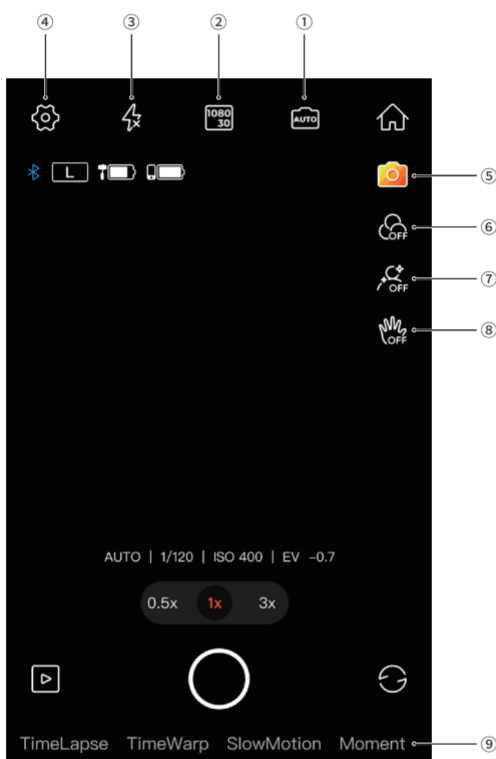 ④ ③ ② ①
1080
30
AUTO
L
⑤
OFF ⑥
OFF ⑦
OFF ⑧
AUTO | 1/120 | ISO 400 | EV -0.7
0.5x 1x 3x
TimeLapse TimeWarp SlowMotion Moment ⑨